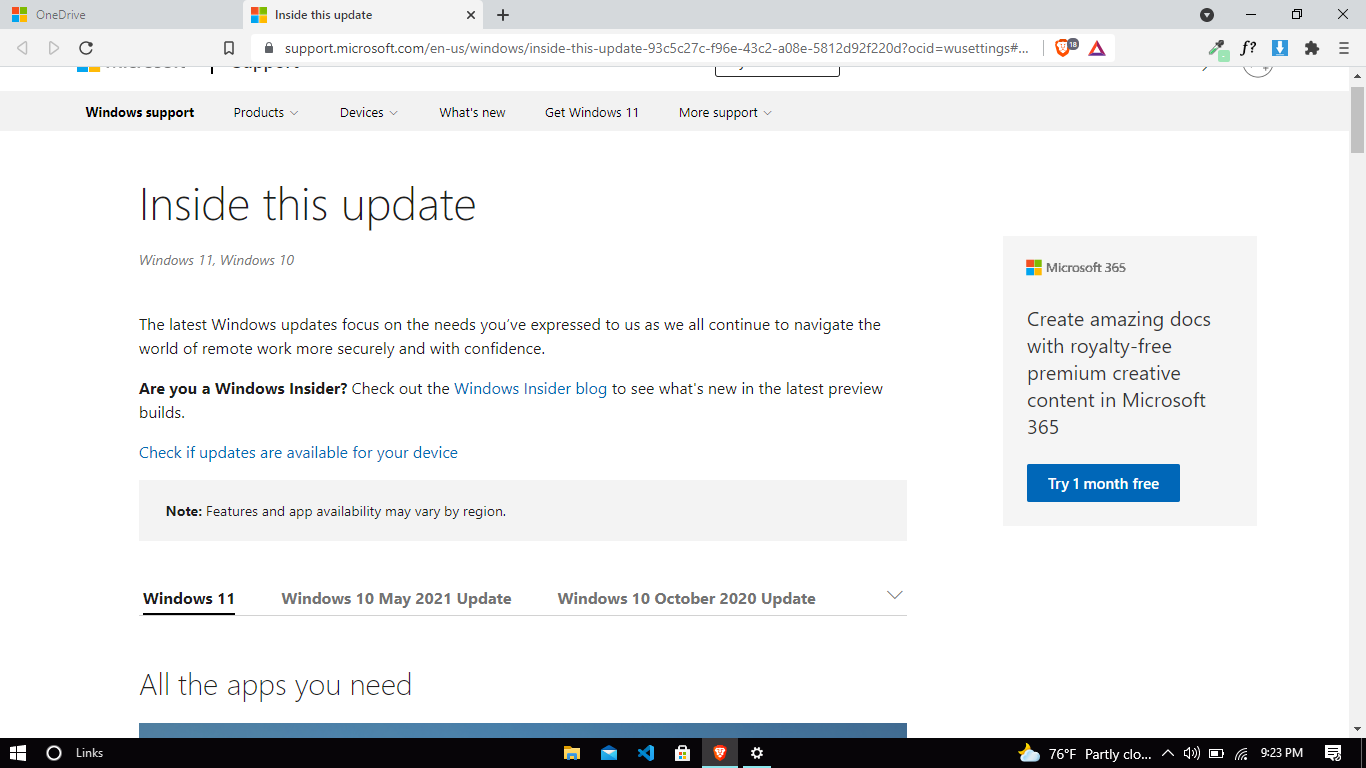 OneDrive
Inside this update
support.microsoft.com/en-us/windows/inside-this-update-93c5c27c-f96e-43c2-a08e-5812d92f220d?ocid=wusettings#...
18
f?
Windows support
Products
Devices
What's new
Get Windows 11
More support
Inside this update
Windows 11, Windows 10
The latest Windows updates focus on the needs you’ve expressed to us as we all continue to navigate the
world of remote work more securely and with confidence.
Are you a Windows Insider? Check out the Windows Insider blog to see what's new in the latest preview
builds.
Check if updates are available for your device
Note: Features and app availability may vary by region.
Microsoft 365
Create amazing docs
with royalty-free
premium creative
content in Microsoft
365
Try 1 month free
Windows 11
Windows 10 May 2021 Update
Windows 10 October 2020 Update
All the apps you need
Links
76°F Partly clo...
9:23 PM